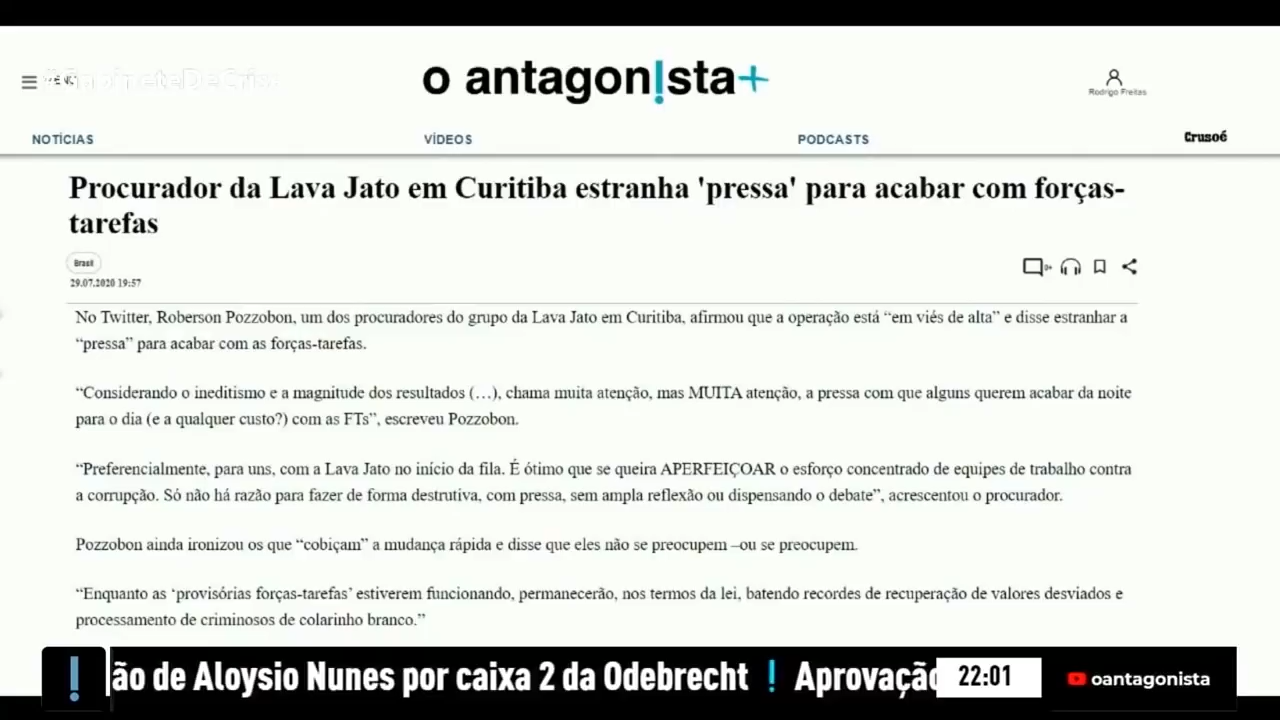 #GabineteDeCrise
MENU
o antagon!sta+
Rodrigo Freitas
NOTÍCIAS
VÍDEOS
PODCASTS
Crusoé
Procurador da Lava Jato em Curitiba estranha 'pressa' para acabar com forças-
tarefas
Brasil
29.07.2020 19:57
No Twitter, Roberson Pozzobon, um dos procuradores do grupo da Lava Jato em Curitiba, afirmou que a operação está “em viés de alta” e disse estranhar a
“pressa” para acabar com as forças-tarefas.
“Considerando o ineditismo e a magnitude dos resultados (…), chama muita atenção, mas MUITA atenção, a pressa com que alguns querem acabar da noite
para o dia (e a qualquer custo?) com as FTs”, escreveu Pozzobon.
“Preferencialmente, para uns, com a Lava Jato no início da fila. É ótimo que se queira APERFEIÇOAR o esforço concentrado de equipes de trabalho contra
a corrupção. Só não há razão para fazer de forma destrutiva, com pressa, sem ampla reflexão ou dispensando o debate”, acrescentou o procurador.
Pozzobon ainda ironizou os que “cobiçam” a mudança rápida e disse que eles não se preocupem –ou se preocupem.
“Enquanto as ‘provisórias forças-tarefas’ estiverem funcionando, permanecerão, nos termos da lei, batendo recordes de recuperação de valores desviados e
processamento de criminosos de colarinho branco.”
! ão de Aloysio Nunes por caixa 2 da Odebrecht ! Aprovação 22:01 oantagonista